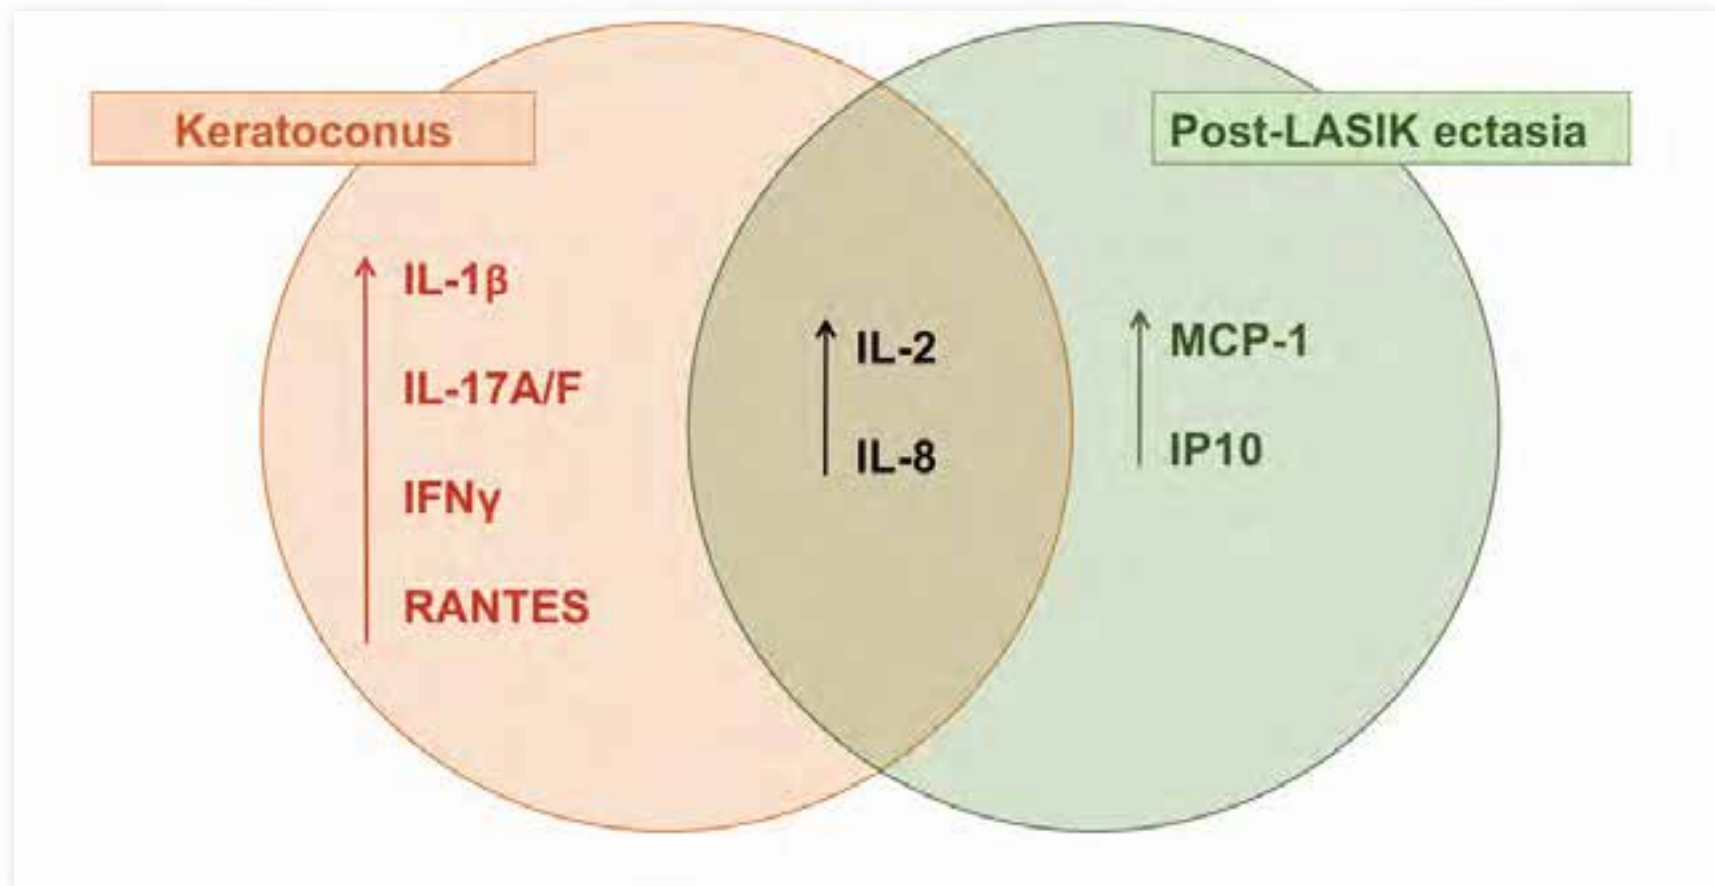 Keratoconus
Post-LASIK ectasia
IL-1β
IL-17A/F
IFNγ
RANTES
IL-2
IL-8
MCP-1
IP10